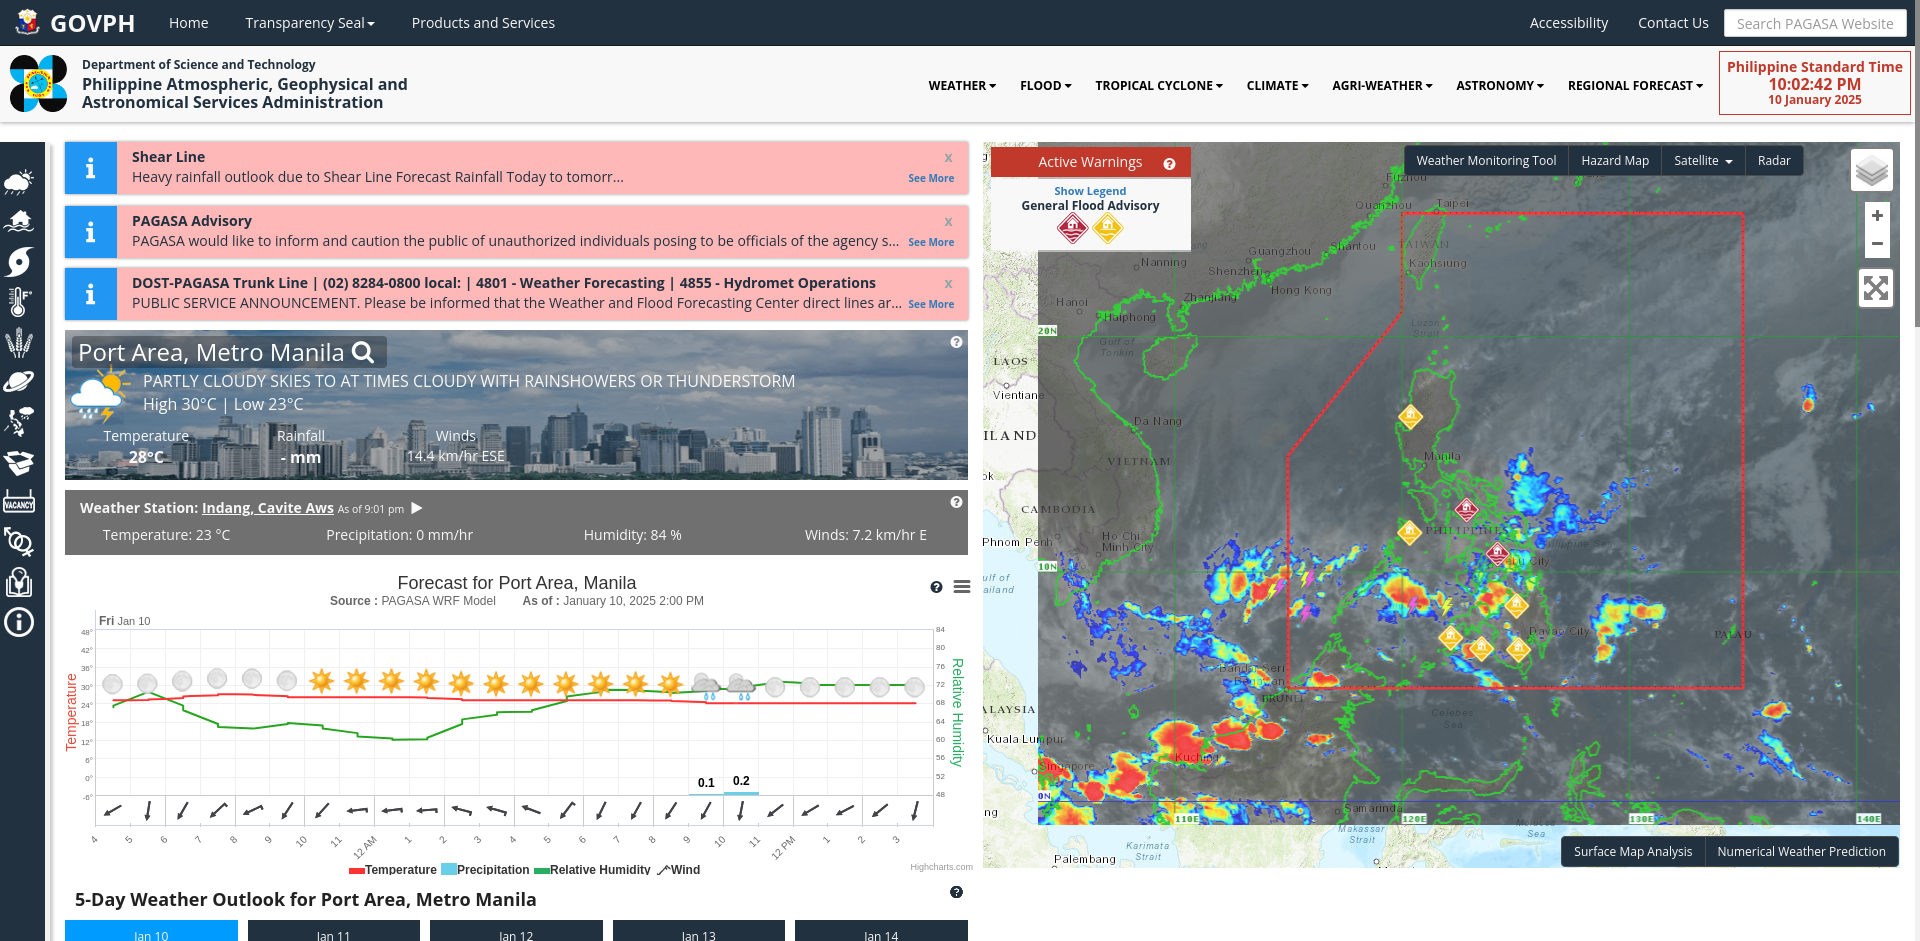 GOVPH
Home
Transparency Seal
Products and Services
Accessibility
Contact Us
Search PAGASA Website
Department of Science and Technology
Philippine Atmospheric, Geophysical and
Astronomical Services Administration
WEATHER
FLOOD
TROPICAL CYCLONE
CLIMATE
AGRI-WEATHER
ASTRONOMY
REGIONAL FORECAST
Philippine Standard Time
10:02:42 PM
10 January 2025
VACANCY
Shear Line
x
Heavy rainfall outlook due to Shear Line Forecast Rainfall Today to tomorr...
See More
PAGASA Advisory
x
PAGASA would like to inform and caution the public of unauthorized individuals posing to be officials of the agency s...
See More
DOST-PAGASA Trunk Line | (02) 8284-0800 local: | 4801 - Weather Forecasting | 4855 - Hydromet Operations
x
PUBLIC SERVICE ANNOUNCEMENT. Please be informed that the Weather and Flood Forecasting Center direct lines ar...
See More
Port Area, Metro Manila
PARTLY CLOUDY SKIES TO AT TIMES CLOUDY WITH RAINSHOWERS OR THUNDERSTORM
High 30°C | Low 23°C
Temperature
Rainfall
Winds
28°C
- mm
14.4 km/hr ESE
Weather Station: Indang, Cavite Aws As of 9:01 pm
Temperature: 23 °C
Precipitation: 0 mm/hr
Humidity: 84 %
Winds: 7.2 km/hr E
Forecast for Port Area, Manila
Source : PAGASA WRF Model
As of : January 10, 2025 2:00 PM
Fri Jan 10
Temperature
48°
42°
36°
30°
24°
18°
12°
6°
0°
-6°
84
80
76
72
68
64
60
56
52
48
Relative Humidity
0.1
0.2
4
5
6
7
8
9
10
11
12 AM
1
2
3
4
5
6
7
8
9
10
11
12 PM
1
2
3
Temperature
Precipitation
Relative Humidity
Wind
Highcharts.com
5-Day Weather Outlook for Port Area, Metro Manila
Jan 10
Jan 11
Jan 12
Jan 13
Jan 14
Active Warnings
Show Legend
General Flood Advisory
Weather Monitoring Tool
Hazard Map
Satellite
Radar
+
−
Fuzhou
Quanzhou
Taipei
TAIWAN
Kaohsiung
Shantou
Guangzhou
Shenzhen
Hong Kong
Nanning
Zhanjiang
Hanoi
Haiphong
Gulf of
Tonkin
Luzon
Strait
20N
LAOS
Vientiane
Da Nang
ILAND
VIETNAM
Manila
ok
CAMBODIA
PHILIPPINES
Phnom Penh
Ho Chi
Minh City
10N
ulf of
ailand
Davao City
PALAU
Bandar Seri
Begawan
BRUNEI
ALAYSIA
Celebes
Sea
Kuala Lumpur
Kuching
Singapore
0N
ng
Samarinda
110E
120E
130E
140E
Makassar
Strait
Sea
Karimata
Strait
Palembang
Surface Map Analysis
Numerical Weather Prediction